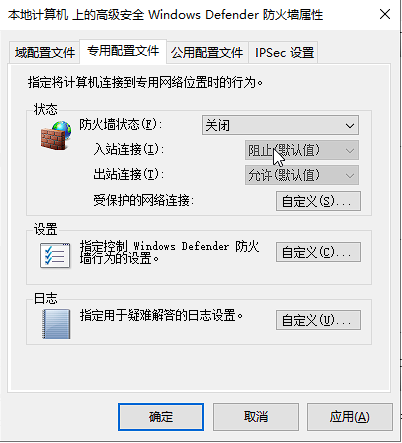 本地计算机 上的高级安全 Windows Defender 防火墙属性
域配置文件 专用配置文件 公用配置文件 IPSec 设置
指定将计算机连接到专用网络位置时的行为。
状态
防火墙状态(F): 关闭
入站连接(I): 阻止(默认值)
出站连接(T): 允许(默认值)
受保护的网络连接: 自定义(S)...
设置
指定控制 Windows Defender 防火
墙行为的设置。 自定义(C)...
日志
指定用于疑难解答的日志设置。 自定义(U)...
确定 取消 应用(A)